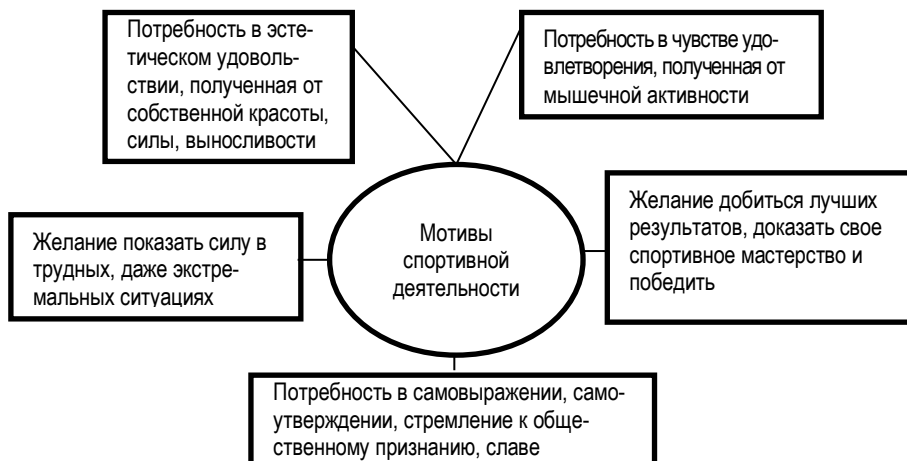 Потребность в эсте-
тическом удоволь-
ствии, полученная от
собственной красоты,
силы, выносливости
Потребность в чувстве удо-
влетворения, полученная от
мышечной активности
Желание показать силу в
трудных, даже экстре-
мальных ситуациях
Мотивы
спортивной
деятельности
Желание добиться лучших
результатов, доказать свое
спортивное мастерство и
победить
Потребность в самовыражении, само-
утверждении, стремление к обще-
ственному признанию, славе